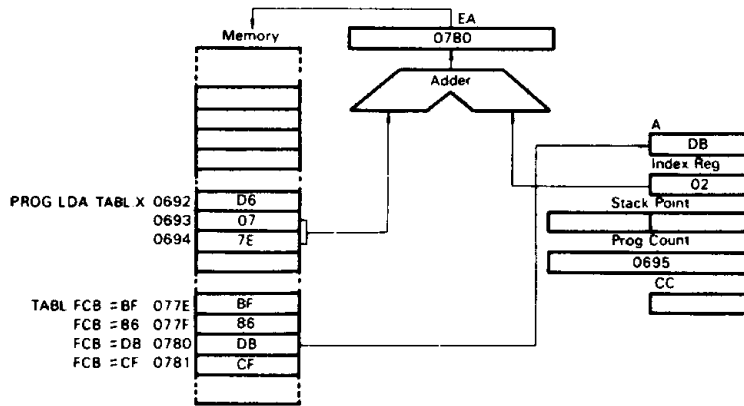 EA
Memory
0780
Adder
A
DB
Index Reg
02
PROG LDA TABL X 0692 D6
0693 07
0694 7E
Stack Point
Prog Count
0695
CC
TABL FCB =BF 077E BF
FCB =86 077F 86
FCB =DB 0780 DB
FCB =CF 0781 CF